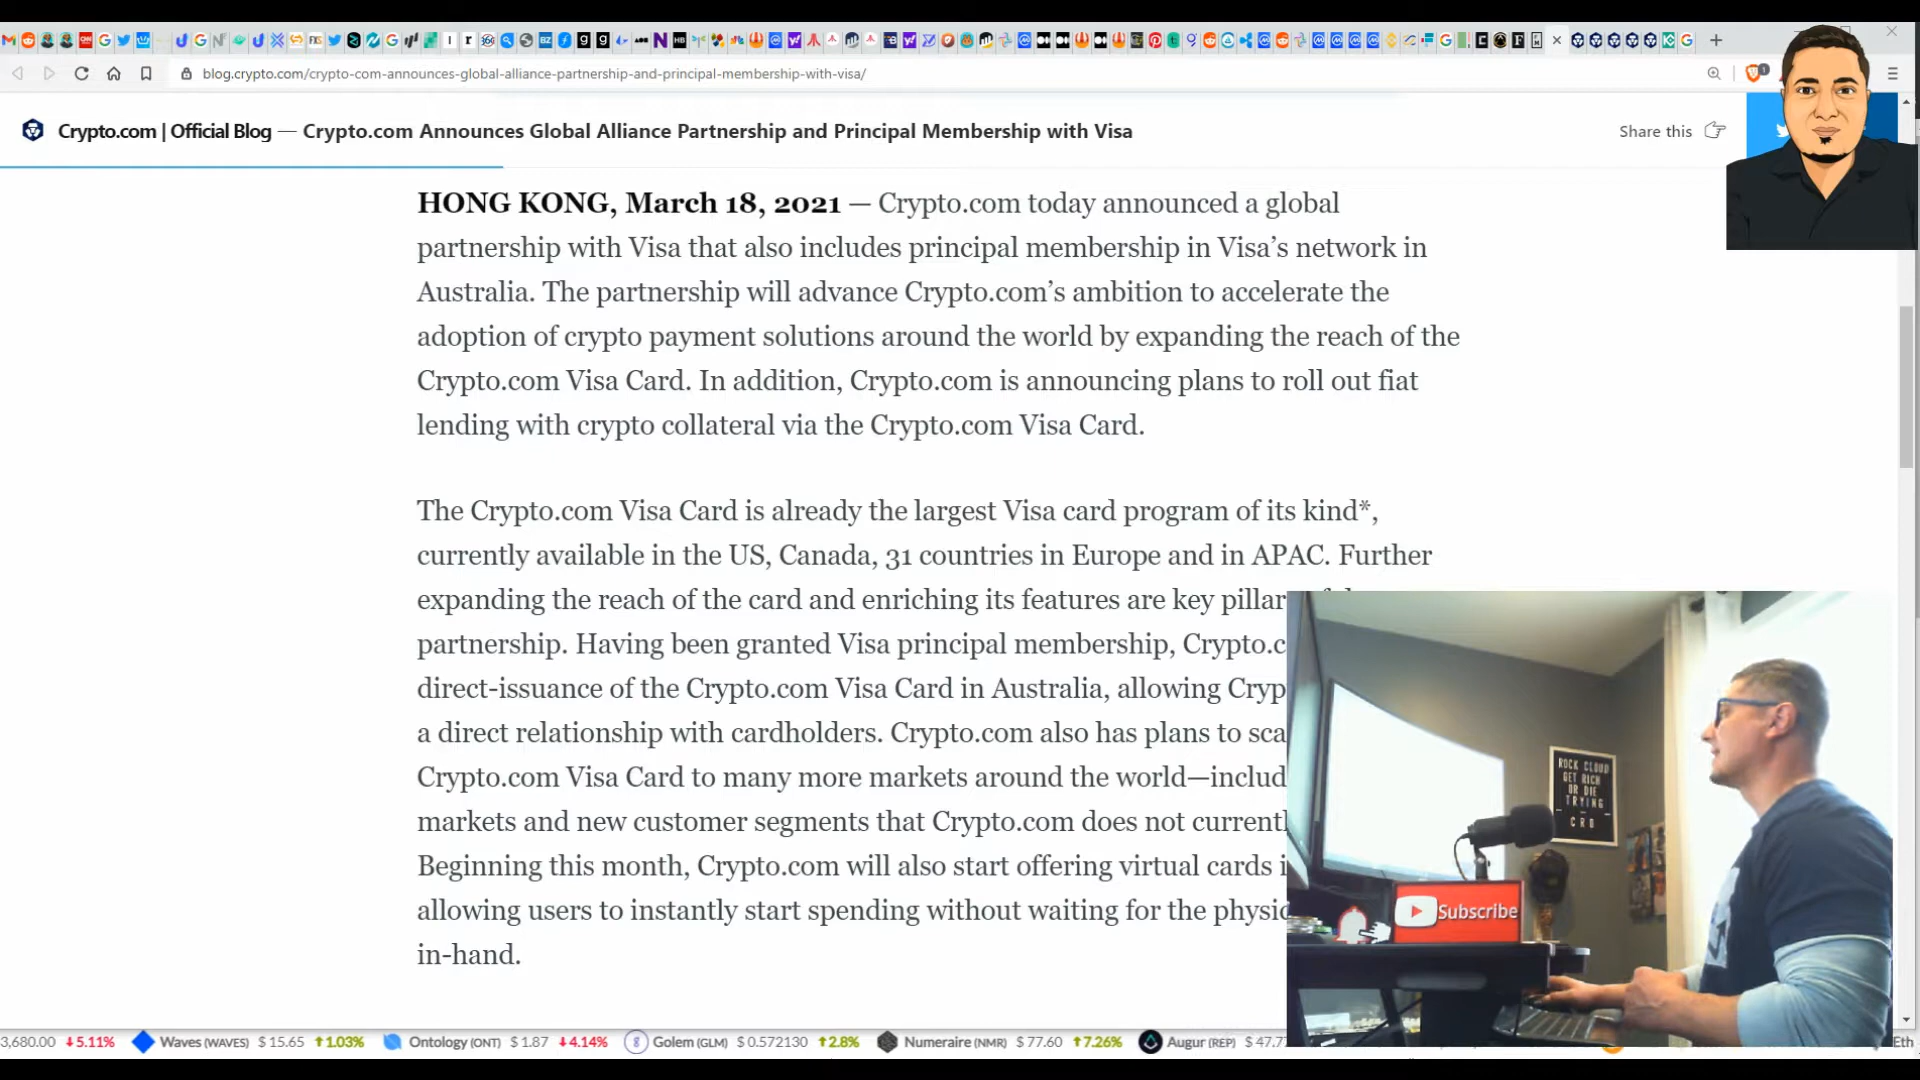 blog.crypto.com/crypto-com-announces-global-alliance-partnership-and-principal-membership-with-visa/
Crypto.com | Official Blog — Crypto.com Announces Global Alliance Partnership and Principal Membership with Visa
Share this
HONG KONG, March 18, 2021 — Crypto.com today announced a global
partnership with Visa that also includes principal membership in Visa’s network in
Australia. The partnership will advance Crypto.com’s ambition to accelerate the
adoption of crypto payment solutions around the world by expanding the reach of the
Crypto.com Visa Card. In addition, Crypto.com is announcing plans to roll out fiat
lending with crypto collateral via the Crypto.com Visa Card.
The Crypto.com Visa Card is already the largest Visa card program of its kind*,
currently available in the US, Canada, 31 countries in Europe and in APAC. Further
expanding the reach of the card and enriching its features are key pillar
partnership. Having been granted Visa principal membership, Crypto.c
direct-issuance of the Crypto.com Visa Card in Australia, allowing Cryp
a direct relationship with cardholders. Crypto.com also has plans to sca
Crypto.com Visa Card to many more markets around the world—includ
markets and new customer segments that Crypto.com does not current
Beginning this month, Crypto.com will also start offering virtual cards i
allowing users to instantly start spending without waiting for the physic
in-hand.
ROCK CLOUD
GET RICH
OR DIE
TRYING
- CRO -
Subscribe
3,680.00 5.11% Waves (WAVES) $ 15.65 1.03% Ontology (ONT) $ 1.87 4.14% Golem (GLM) $ 0.572130 2.8% Numeraire (NMR) $ 77.60 7.26% Augur (REP) $ 47.7 Eth